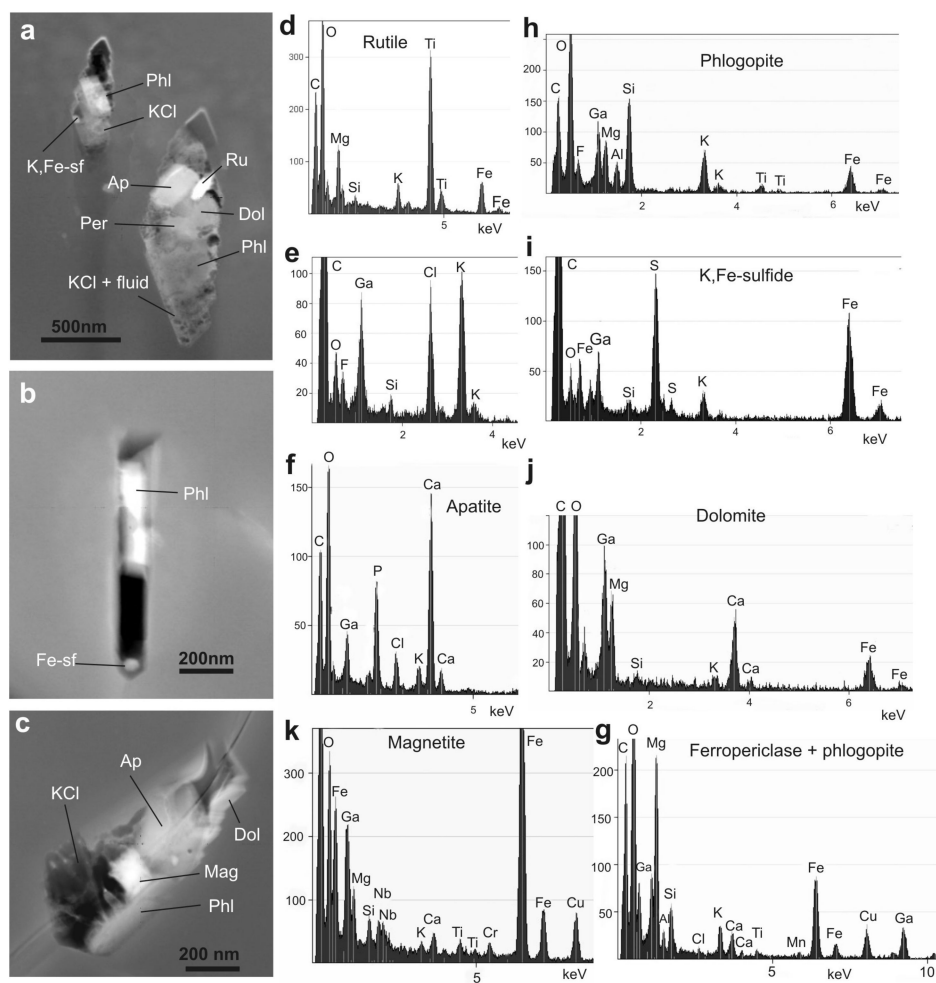 a
Phl
KCl
K,Fe-sf
Ru
Ap
Dol
Per
Phl
KCl + fluid
500nm
b
Phl
Fe-sf
200nm
c
Ap
KCl
Dol
Mag
Phl
200 nm
d
Rutile
O
Ti
300
C
200
Mg
100
Si
K
Ti
Fe
Fe
5
keV
e
C
K
100
Ga
Cl
80
60
O
40
F
Si
K
20
2
4
keV
f
Apatite
O
Ca
150
C
100
P
50
Ga
Cl
K
Ca
5
keV
k
Magnetite
O
Fe
300
Fe
Ga
200
Mg
100
Si
Nb
Nb
K
Ca
Ti
Ti
Cr
Fe
Cu
5
keV
h
Phlogopite
O
250
200
C
Si
150
Ga
Mg
100
F
Al
K
50
K
Ti
Ti
Fe
Fe
2
4
6
keV
i
K,Fe-sulfide
C
S
150
Fe
100
O
Fe
Ga
50
Si
S
K
Fe
2
4
6
keV
j
Dolomite
C
O
100
Ga
80
Mg
60
Ca
40
20
Si
K
Ca
Fe
Fe
2
4
6
keV
g
Ferropericlase + phlogopite
O
C
Mg
200
150
100
Ga
Fe
Si
50
Al
Cl
K
Ca
Ca
Ti
Mn
Fe
Cu
Ga
5
10
keV